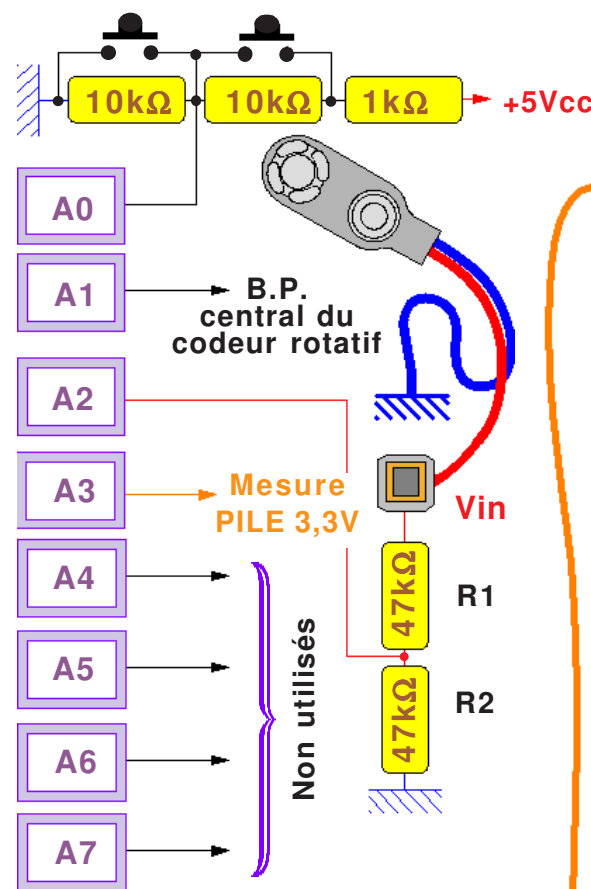 10kΩ 10kΩ 1kΩ +5Vcc
A0
A1
B.P.
central du
codeur rotatif
A2
A3
Mesure
PILE 3,3V
Vin
A4
47kΩ
R1
A5
Non utilisés
R2
47kΩ
A6
A7